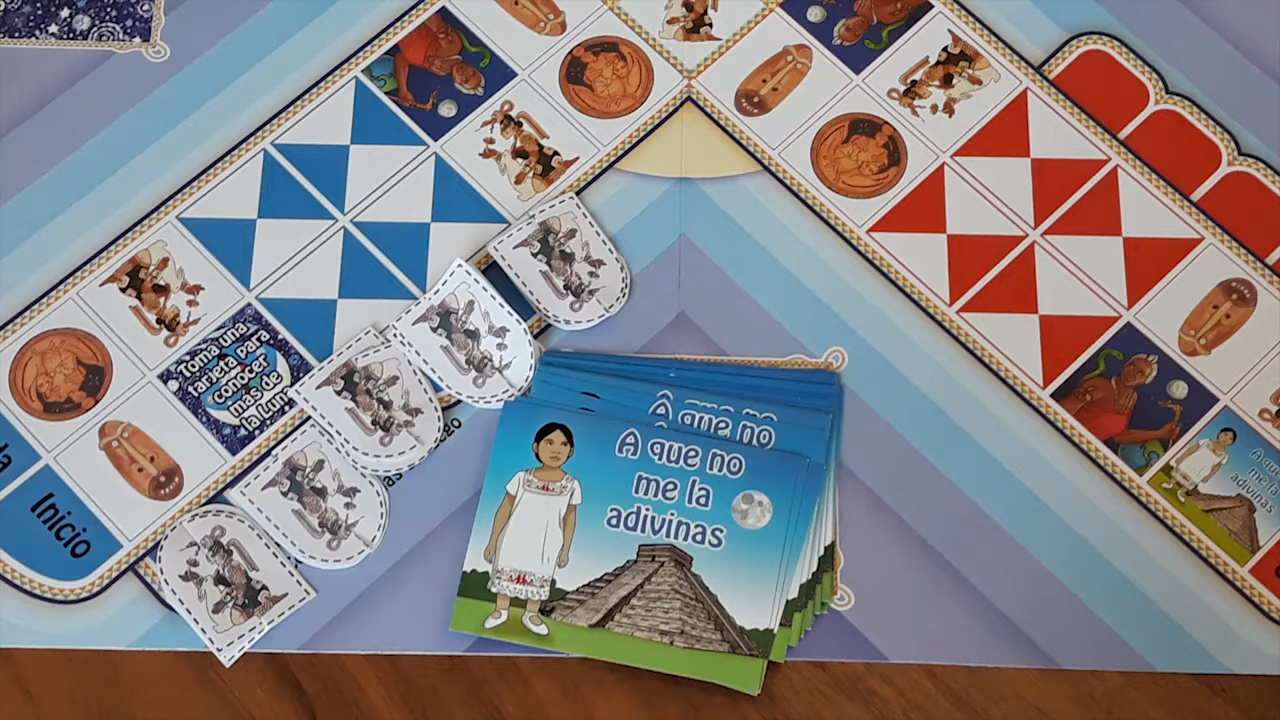 Toma una
tarjeta para
conocer
más de
la Luna
Inicio
A que no
A que no
me la
adivinas
A que no
me la
adivinas